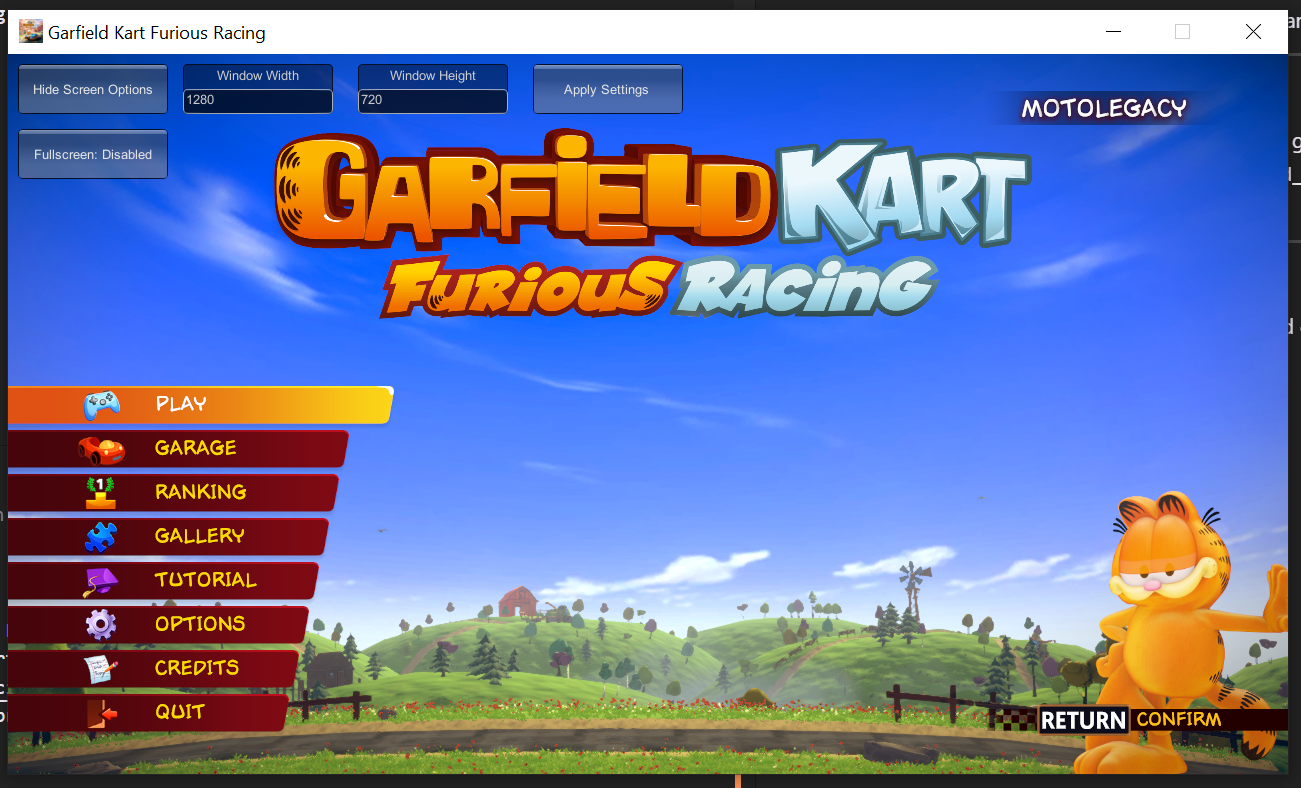 Garfield Kart Furious Racing
Hide Screen Options
Window Width
1280
Window Height
720
Apply Settings
Fullscreen: Disabled
MOTOLEGACY
GARFIELD KART
FURIOUS RACING
PLAY
GARAGE
1
RANKING
GALLERY
TUTORIAL
OPTIONS
CREDITS
QUIT
RETURN CONFIRM